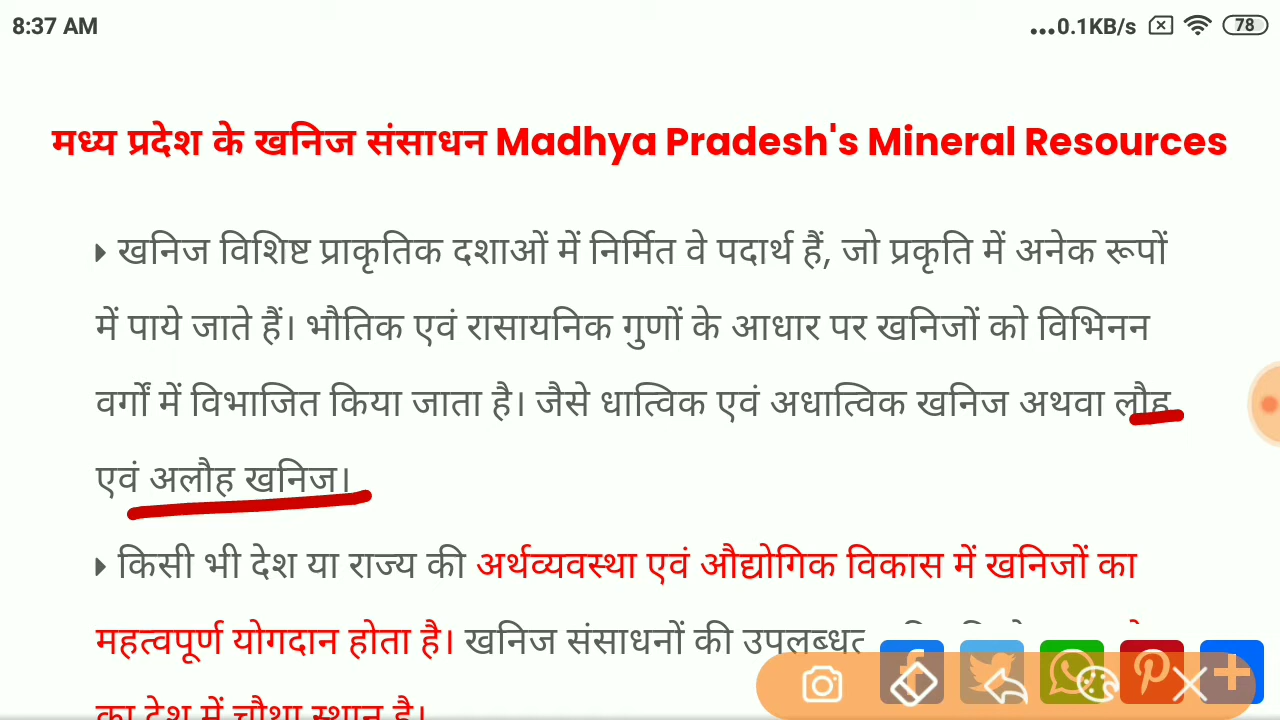 8:37 AM
...0.1KB/s 78
मध्य प्रदेश के खनिज संसाधन Madhya Pradesh's Mineral Resources
खनिज विशिष्ट प्राकृतिक दशाओं में निर्मित वे पदार्थ हैं, जो प्रकृति में अनेक रूपों
में पाये जाते हैं। भौतिक एवं रासायनिक गुणों के आधार पर खनिजों को विभिनन
वर्गों में विभाजित किया जाता है। जैसे धात्विक एवं अधात्विक खनिज अथवा लौह
एवं अलौह खनिज।
किसी भी देश या राज्य की अर्थव्यवस्था एवं औद्योगिक विकास में खनिजों का
महत्वपूर्ण योगदान होता है। खनिज संसाधनों की
का देश में चौथा स्थान है।